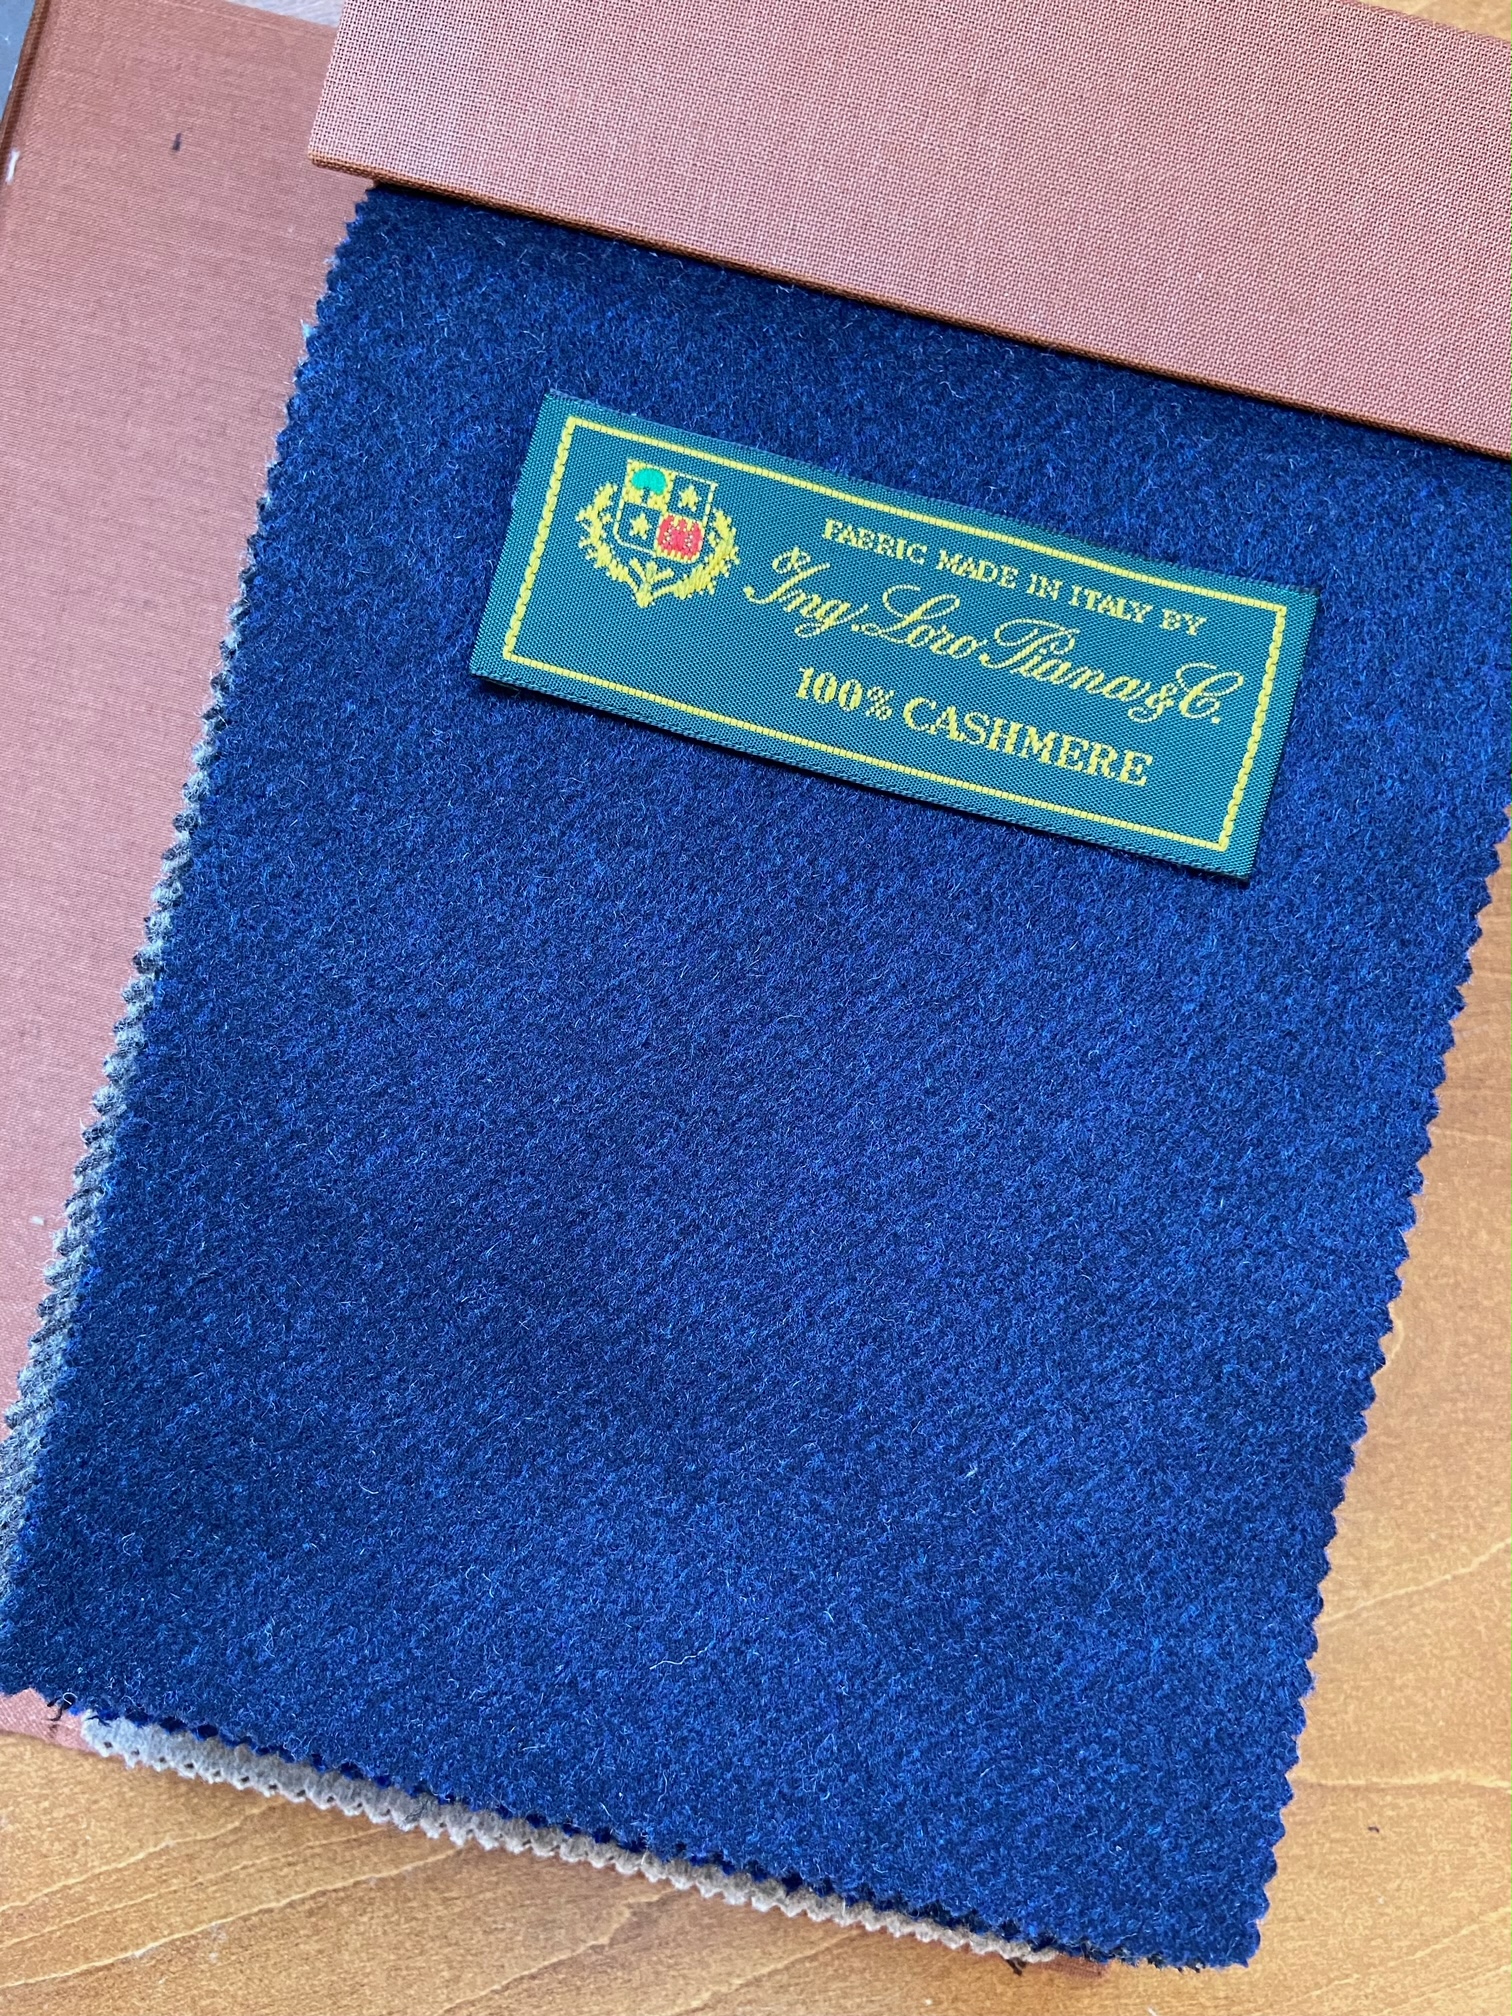 FABRIC MADE IN ITALY BY
Ing. Loro Piana & C.
100% CASHMERE